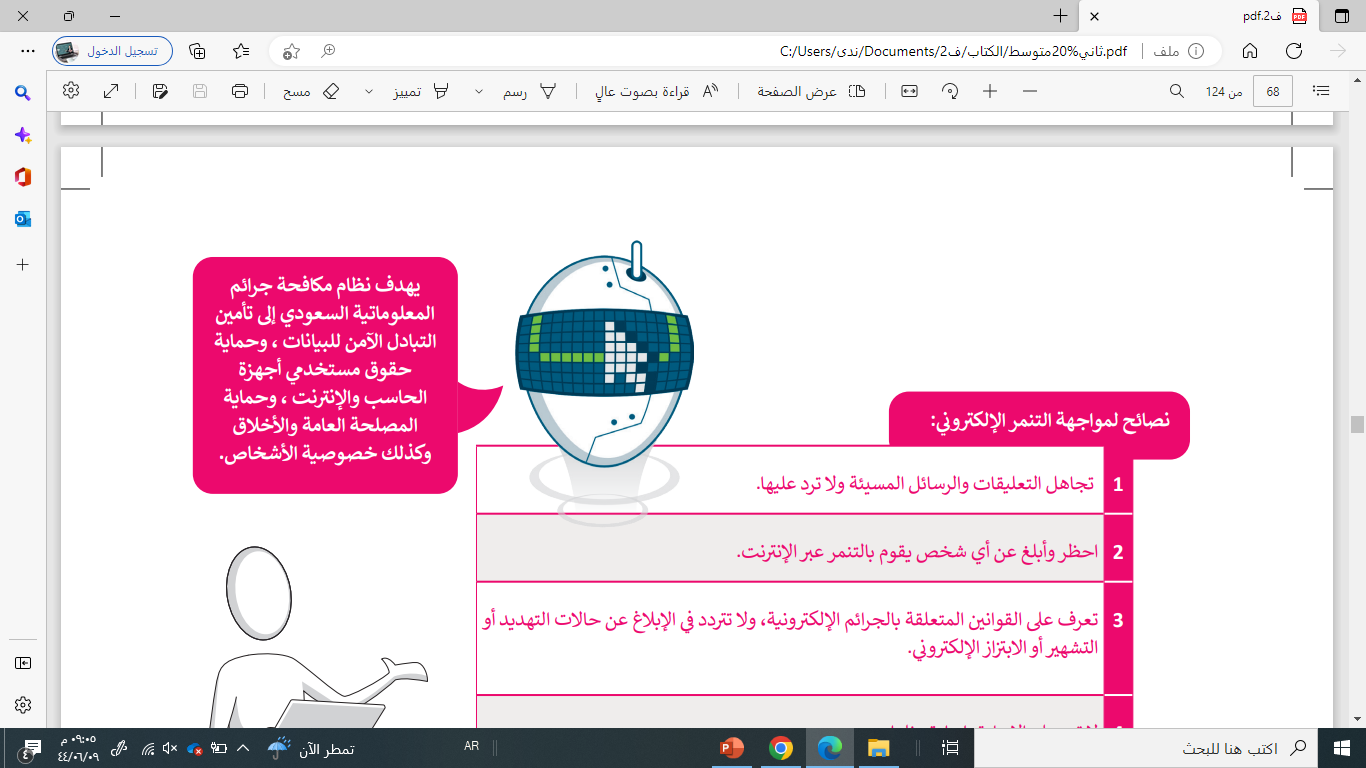 ف2.pdf
تسجيل الدخول
C:/Users/ندى/Documents/ثاني%20متوسط/الكتاب/ف2.pdf
ملف
مسح
تمييز
رسم
قراءة بصوت عالٍ
عرض الصفحة
من 124
68
يهدف نظام مكافحة جرائم
المعلوماتية السعودي إلى تأمين
التبادل الآمن للبيانات ، وحماية
حقوق مستخدمي أجهزة
الحاسب والإنترنت ، وحماية
المصلحة العامة والأخلاق
وكذلك خصوصية الأشخاص.
نصائح لمواجهة التنمر الإلكتروني:
1 تجاهل التعليقات والرسائل المسيئة ولا ترد عليها.
2 احظر وأبلغ عن أي شخص يقوم بالتنمر عبر الإنترنت.
3 تعرف على القوانين المتعلقة بالجرائم الإلكترونية، ولا تتردد في الإبلاغ عن حالات التهديد أو
التشهير أو الابتزاز الإلكتروني.
٠٩:٠٥ م
٤٤/٠٦/٠٩
٤
تمطر الآن
AR
اكتب هنا للبحث